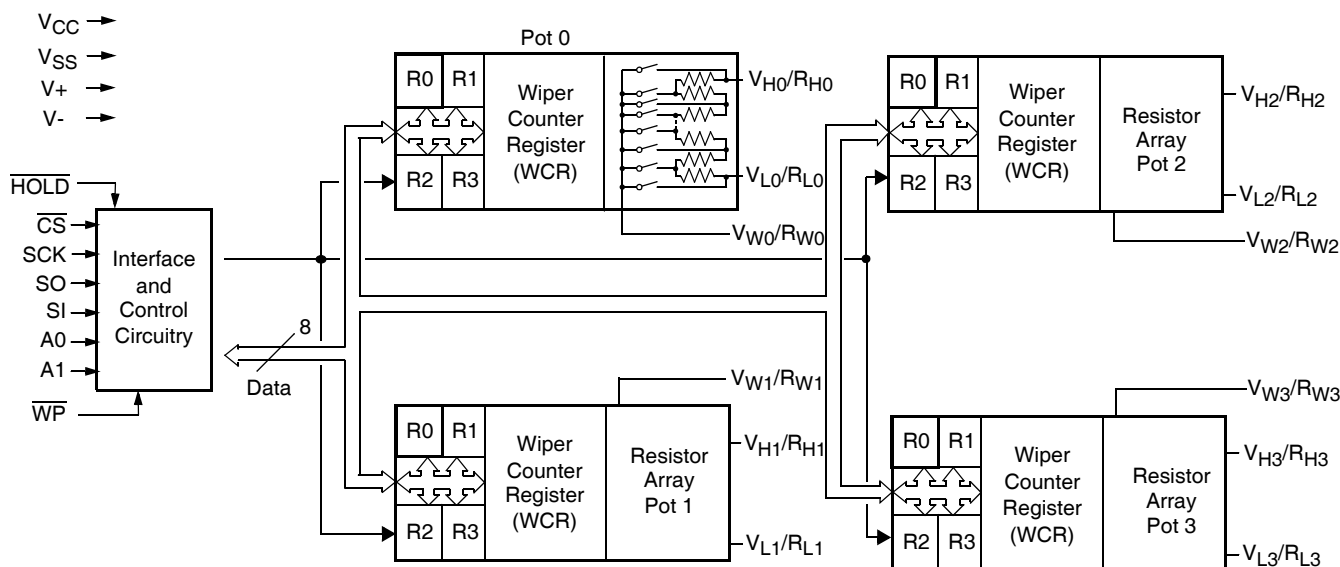 VCC
VSS
V+
V-
HOLD
CS
SCK
SO
SI
A0
A1
WP
Interface
and
Control
Circuitry
8
Data
Pot 0
R0 R1
R2 R3
Wiper
Counter
Register
(WCR)
VH0/RH0
VL0/RL0
VW0/RW0
R0 R1
R2 R3
Wiper
Counter
Register
(WCR)
Resistor
Array
Pot 2
VH2/RH2
VL2/RL2
VW2/RW2
VW1/RW1
R0 R1
R2 R3
Wiper
Counter
Register
(WCR)
Resistor
Array
Pot 1
VH1/RH1
VL1/RL1
VW3/RW3
R0 R1
R2 R3
Wiper
Counter
Register
(WCR)
Resistor
Array
Pot 3
VH3/RH3
VL3/RL3